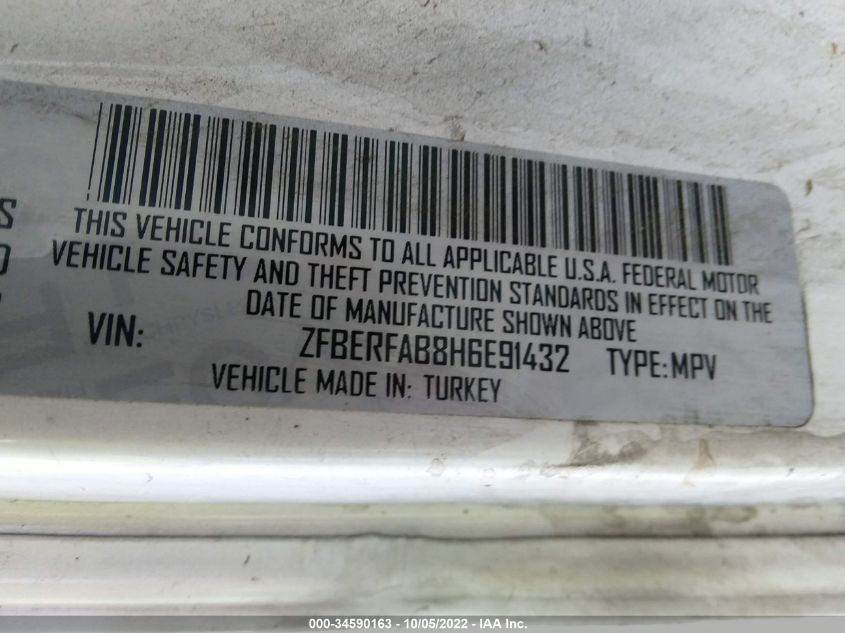 THIS VEHICLE CONFORMS TO ALL APPLICABLE U.S.A. FEDERAL MOTOR
VEHICLE SAFETY AND THEFT PREVENTION STANDARDS IN EFFECT ON THE
DATE OF MANUFACTURE SHOWN ABOVE
VIN: ZFBERFAB8H6E91432 TYPE:MPV
VEHICLE MADE IN: TURKEY
000-34590163 - 10/05/2022 - IAA Inc.